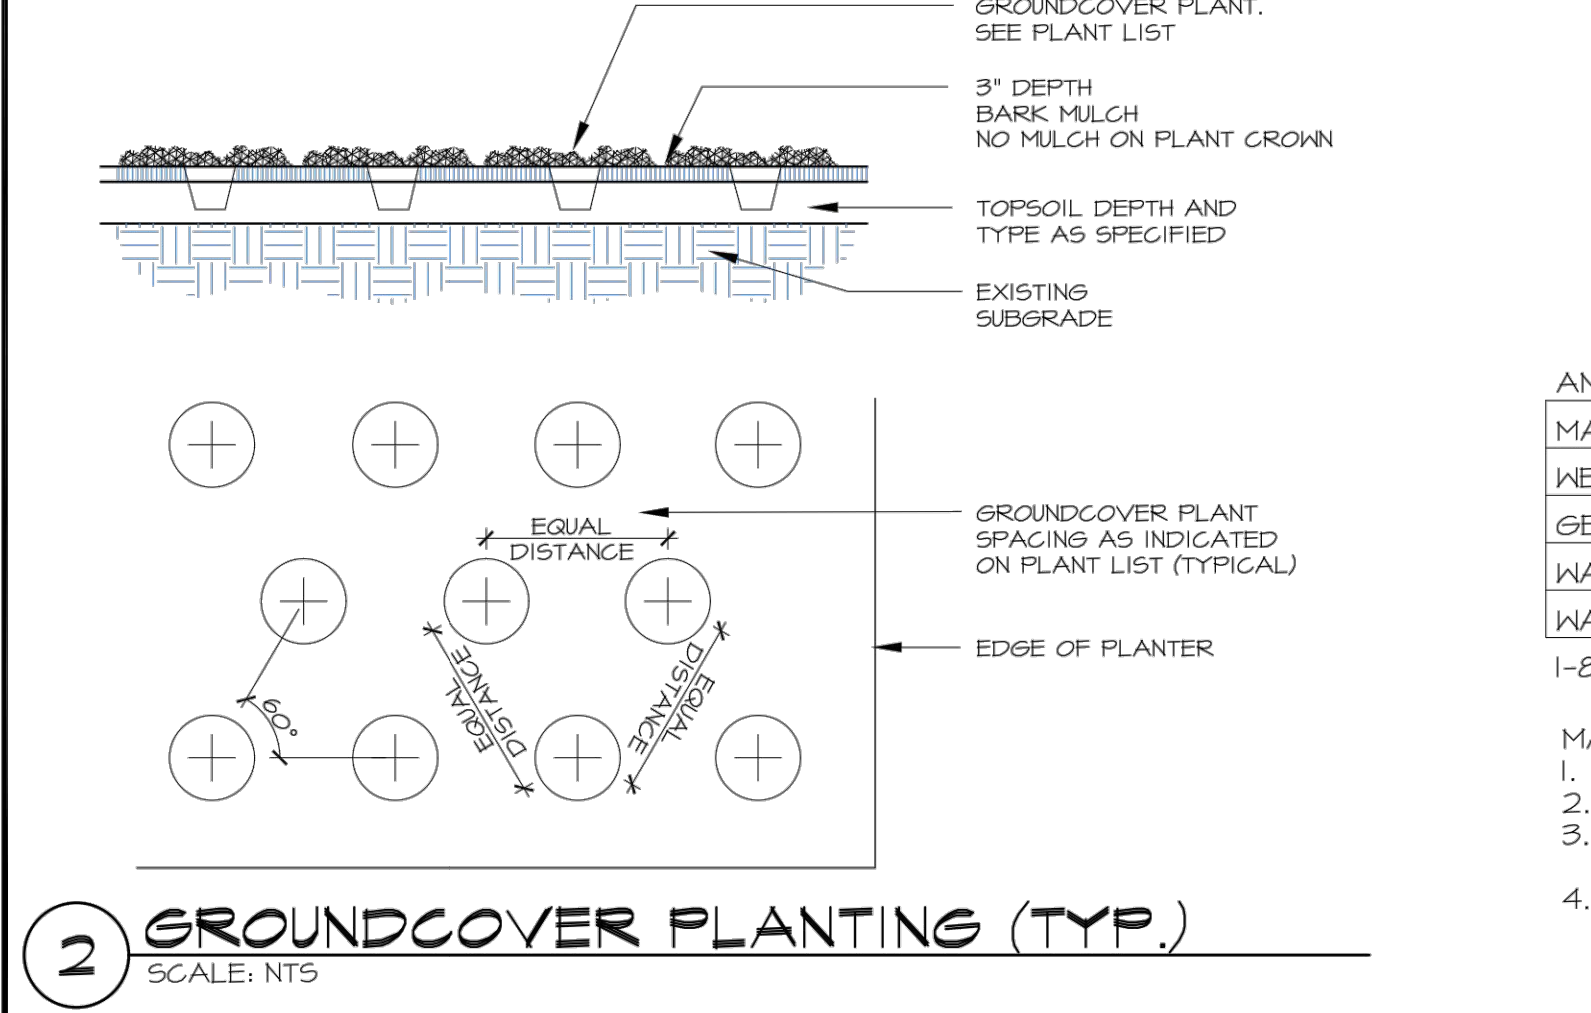 GROUNDCOVER PLANT.
SEE PLANT LIST
3" DEPTH
BARK MULCH
NO MULCH ON PLANT CROWN
TOPSOIL DEPTH AND
TYPE AS SPECIFIED
EXISTING
SUBGRADE
EQUAL
DISTANCE
GROUNDCOVER PLANT
SPACING AS INDICATED
ON PLANT LIST (TYPICAL)
EQUAL
DISTANCE
EQUAL
DISTANCE
60°
EDGE OF PLANTER
2
GROUNDCOVER PLANTING (TYP.)
SCALE: NTS
1.
2.
3.
4.